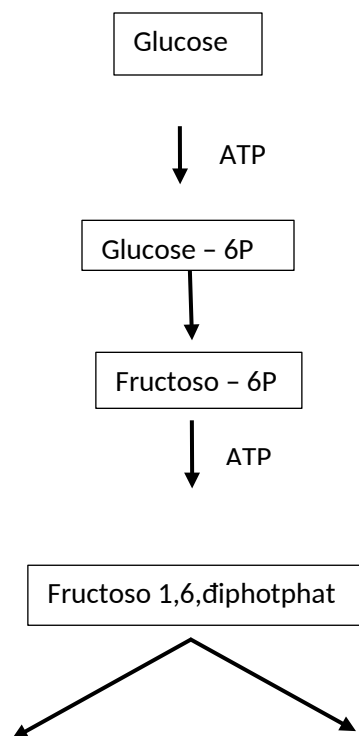 Glucose
ATP
Glucose – 6P
Fructoso – 6P
ATP
Fructoso 1,6,điphotphat